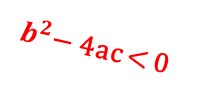 b² – 4ac < 0